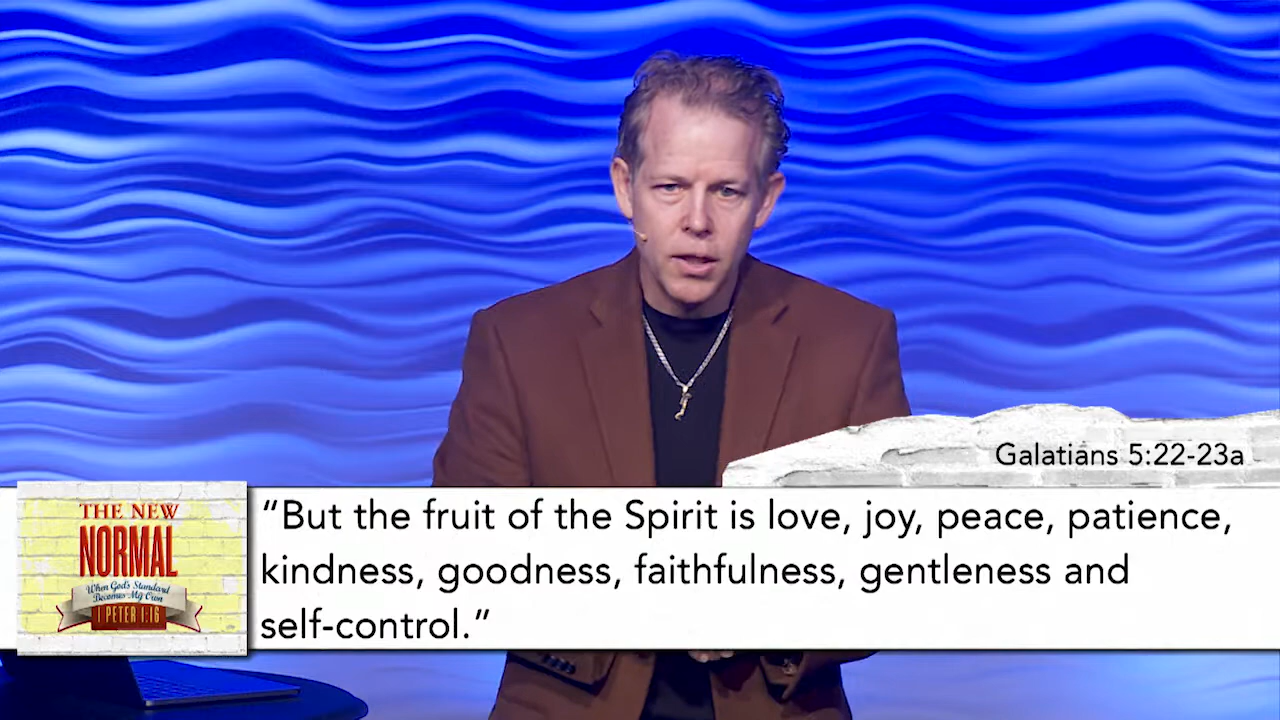 Galatians 5:22-23a
THE NEW
NORMAL
When God's Standard
Becomes My Own
1 PETER 1:16
“But the fruit of the Spirit is love, joy, peace, patience,
kindness, goodness, faithfulness, gentleness and
self-control.”